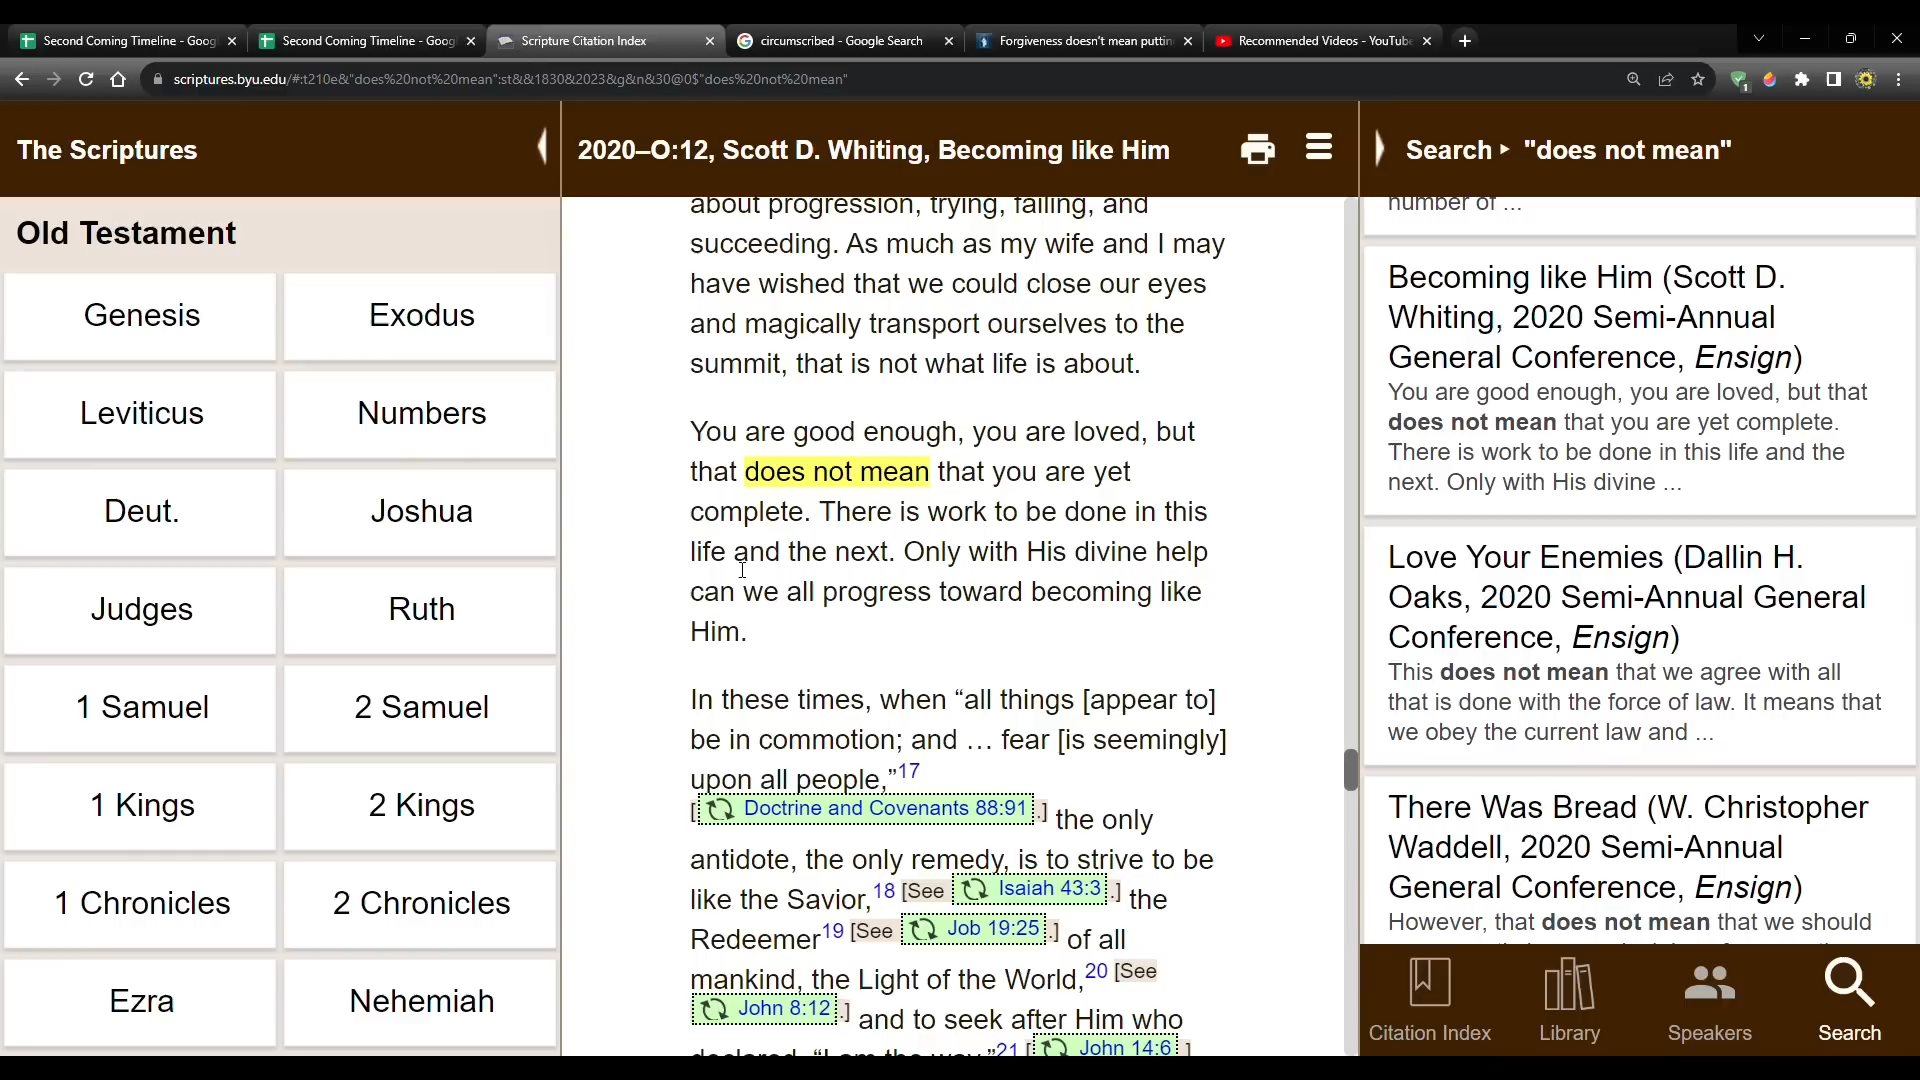 Second Coming Timeline - Goog
Second Coming Timeline - Goog
Scripture Citation Index
circumscribed - Google Search
Forgiveness doesn't mean puttin
Recommended Videos - YouTube
scriptures.byu.edu/#:t210e&"does%20not%20mean":st&&1830&2023&g&n&30@0$"does%20not%20mean"
1
The Scriptures
Old Testament
Genesis
Exodus
Leviticus
Numbers
Deut.
Joshua
Judges
Ruth
1 Samuel
2 Samuel
1 Kings
2 Kings
1 Chronicles
2 Chronicles
Ezra
Nehemiah
2020–O:12, Scott D. Whiting, Becoming like Him
about progression, trying, failing, and
succeeding. As much as my wife and I may
have wished that we could close our eyes
and magically transport ourselves to the
summit, that is not what life is about.
You are good enough, you are loved, but
that does not mean that you are yet
complete. There is work to be done in this
life and the next. Only with His divine help
can we all progress toward becoming like
Him.
In these times, when “all things [appear to]
be in commotion; and … fear [is seemingly]
upon all people,”17
[Doctrine and Covenants 88:91.] the only
antidote, the only remedy, is to strive to be
like the Savior,18 [See Isaiah 43:3.] the
Redeemer19 [See Job 19:25.] of all
mankind, the Light of the World,20 [See
John 8:12.] and to seek after Him who
declared, “I am the way.”21 [John 14:6.]
Search ▸ "does not mean"
number of ...
Becoming like Him (Scott D.
Whiting, 2020 Semi-Annual
General Conference, Ensign)
You are good enough, you are loved, but that
does not mean that you are yet complete.
There is work to be done in this life and the
next. Only with His divine ...
Love Your Enemies (Dallin H.
Oaks, 2020 Semi-Annual General
Conference, Ensign)
This does not mean that we agree with all
that is done with the force of law. It means that
we obey the current law and ...
There Was Bread (W. Christopher
Waddell, 2020 Semi-Annual
General Conference, Ensign)
However, that does not mean that we should
Citation Index
Library
Speakers
Search